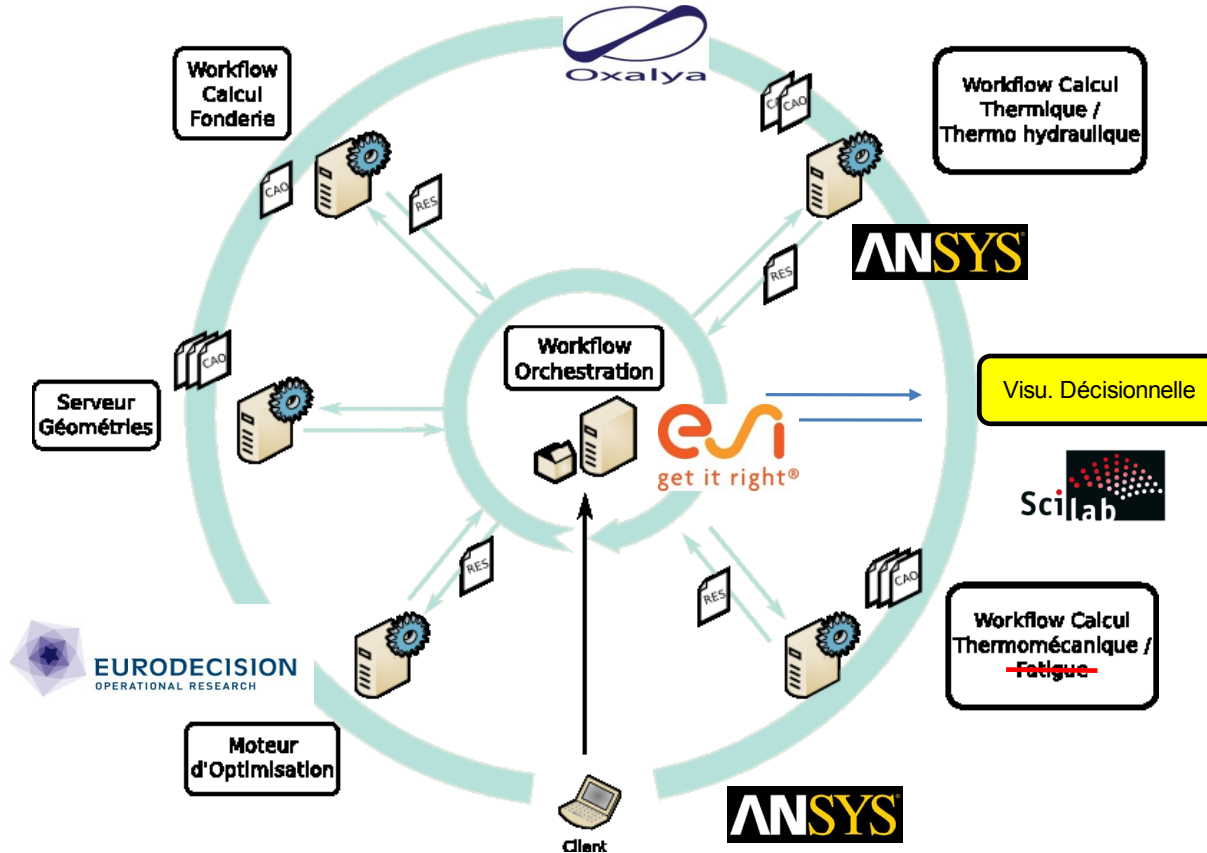 Oxalya
Workflow
Calcul
Fonderie
Workflow Calcul
Thermique /
Thermo hydraulique
CAO
CAO
CAO
RES
RES
ANSYS
Workflow
Orchestration
CAO
Serveur
Géométries
Visu. Décisionnelle
esi
get it right®
Scilab
RES
RES
CAO
Workflow Calcul
Thermomécanique /
Fatigue
EURODECISION
OPERATIONAL RESEARCH
Moteur
d'Optimisation
Client
ANSYS